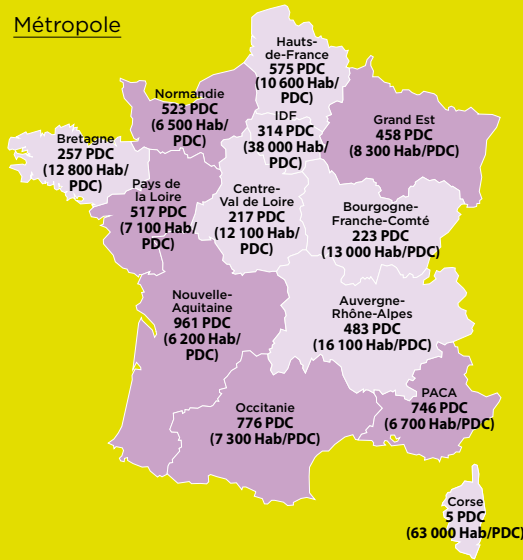 Métropole
Hauts-
de-France
575 PDC
(10 600 Hab/
PDC)
Normandie
523 PDC
(6 500 Hab/
PDC)
IDF
314 PDC
(38 000 Hab/
PDC)
Grand Est
458 PDC
(8 300 Hab/PDC)
Bretagne
257 PDC
(12 800 Hab/
PDC)
Pays de
la Loire
517 PDC
(7 100 Hab/
PDC)
Centre-
Val de Loire
217 PDC
(12 100 Hab/
PDC)
Bourgogne-
Franche-Comté
223 PDC
(13 000 Hab/PDC)
Nouvelle-
Aquitaine
961 PDC
(6 200 Hab/
PDC)
Auvergne-
Rhône-Alpes
483 PDC
(16 100 Hab/PDC)
Occitanie
776 PDC
(7 300 Hab/PDC)
PACA
746 PDC
(6 700 Hab/PDC)
Corse
5 PDC
(63 000 Hab/PDC)